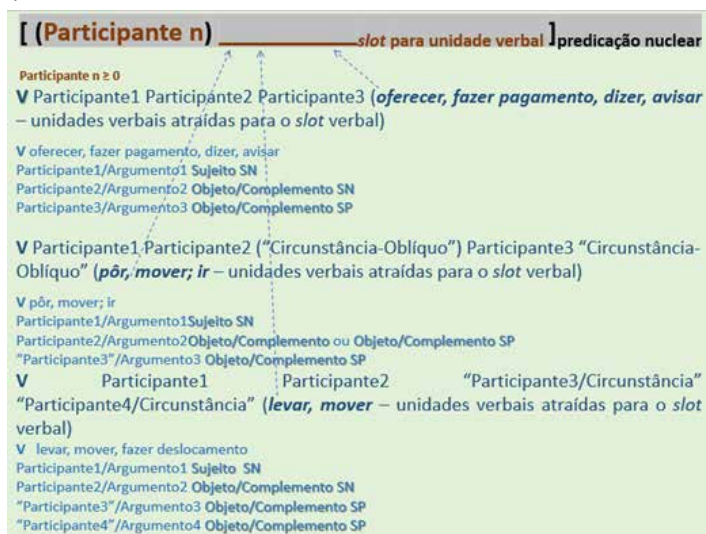 [ (Participante n) ____________slot para unidade verbal ]predicação nuclear
Participante n ≥ 0
V Participante1 Participante2 Participante3 (oferecer, fazer pagamento, dizer, avisar
– unidades verbais atraídas para o slot verbal)
V oferecer, fazer pagamento, dizer, avisar
Participante1/Argumento1 Sujeito SN
Participante2/Argumento2 Objeto/Complemento SN
Participante3/Argumento3 Objeto/Complemento SP
V Participante1 Participante2 (“Circunstância-Oblíquo”) Participante3 “Circunstância-
Oblíquo” (pôr, mover; ir – unidades verbais atraídas para o slot verbal)
V pôr, mover; ir
Participante1/Argumento1Sujeito SN
Participante2/Argumento2Objeto/Complemento ou Objeto/Complemento SP
“Participante3”/Argumento3 Objeto/Complemento SP
V Participante1 Participante2 “Participante3/Circunstância”
“Participante4/Circunstância” (levar, mover – unidades verbais atraídas para o slot
verbal)
V levar, mover, fazer deslocamento
Participante1/Argumento1 Sujeito SN
Participante2/Argumento2 Objeto/Complemento SN
“Participante3”/Argumento3 Objeto/Complemento SP
“Participante4”/Argumento4 Objeto/Complemento SP